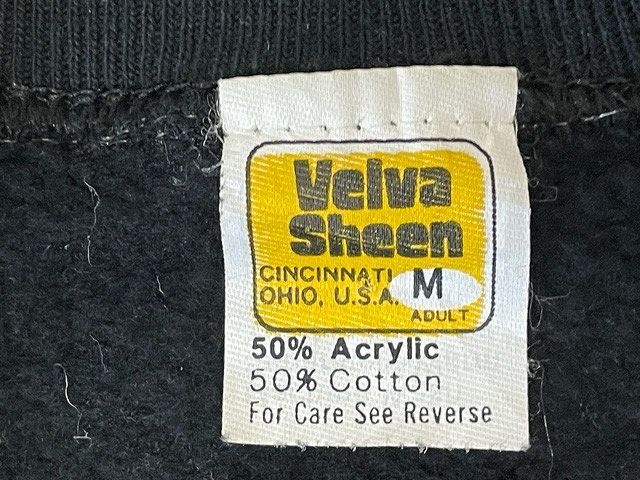 Velva
Sheen
CINCINNATI
OHIO, U.S.A.
M
ADULT
50% Acrylic
50% Cotton
For Care See Reverse